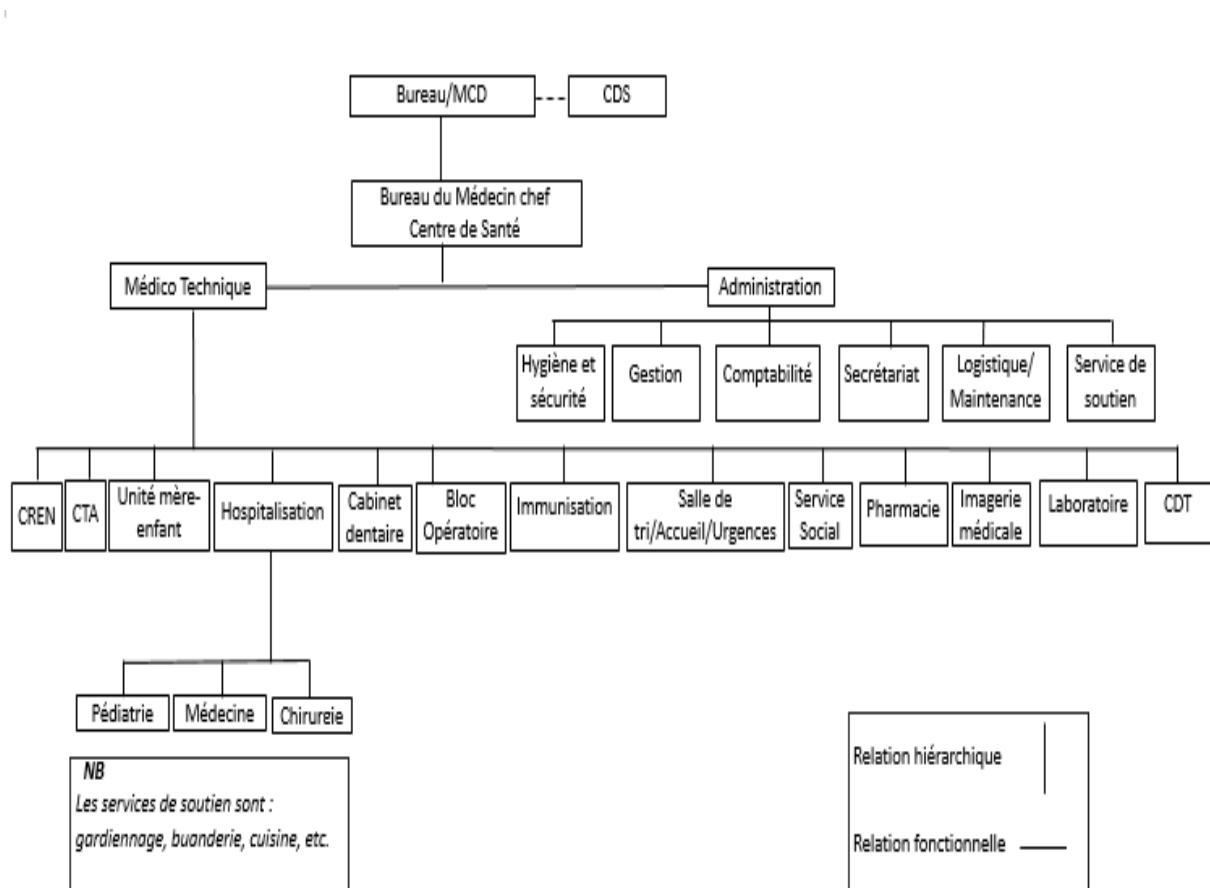 Bureau/MCD
CDS
Bureau du Médecin chef
Centre de Santé
Médico Technique
Administration
Hygiène et
sécurité
Gestion
Comptabilité
Secrétariat
Logistique/
Maintenance
Service de
soutien
CREN
CTA
Unité mère-
enfant
Hospitalisation
Cabinet
dentaire
Bloc
Opératoire
Immunisation
Salle de
tri/Accueil/Urgences
Service
Social
Pharmacie
Imagerie
médicale
Laboratoire
CDT
Pédiatrie
Médecine
Chirurgie
NB
Les services de soutien sont :
gardiennage, buanderie, cuisine, etc.
Relation hiérarchique
Relation fonctionnelle